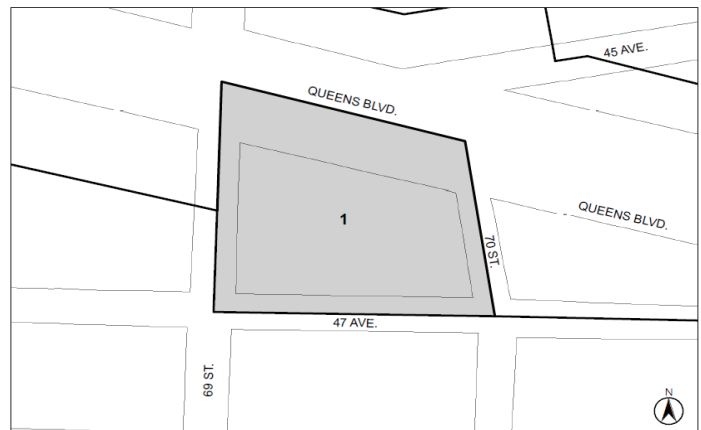 45 AVE.
QUEENS BLVD.
QUEENS BLVD.
1
70 ST.
47 AVE.
69 ST.
N